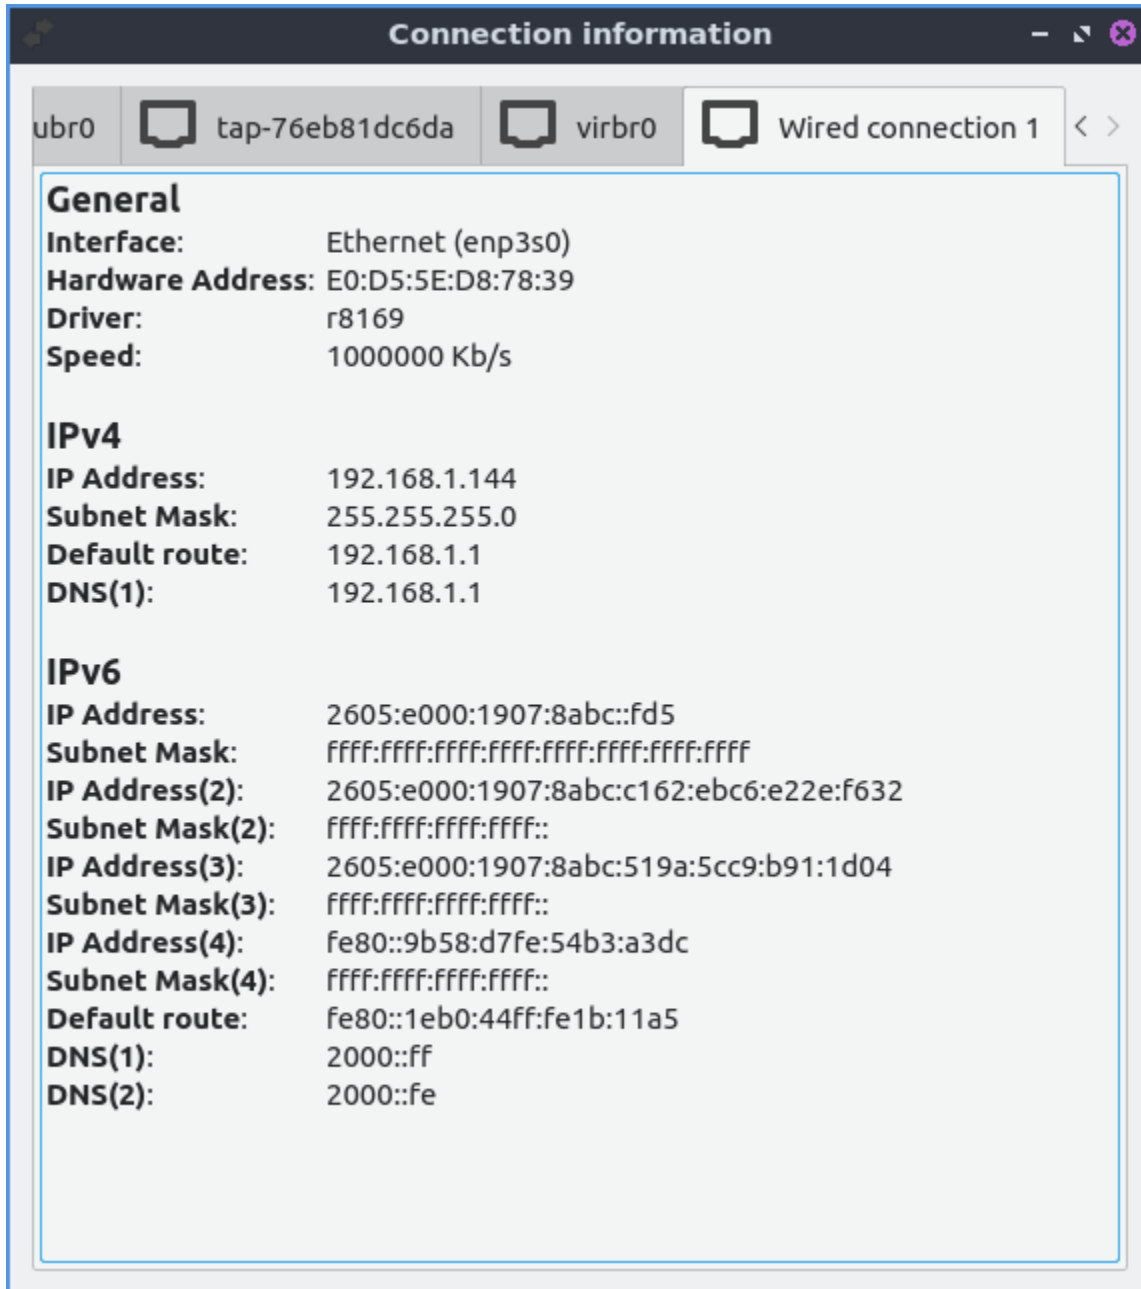 Connection information
ubr0 tap-76eb81dc6da virbr0 Wired connection 1
General
Interface: Ethernet (enp3s0)
Hardware Address: E0:D5:5E:D8:78:39
Driver: r8169
Speed: 1000000 Kb/s
IPv4
IP Address: 192.168.1.144
Subnet Mask: 255.255.255.0
Default route: 192.168.1.1
DNS(1): 192.168.1.1
IPv6
IP Address: 2605:e000:1907:8abc::fd5
Subnet Mask: ffff:ffff:ffff:ffff:ffff:ffff:ffff:ffff
IP Address(2): 2605:e000:1907:8abc:c162:ebc6:e22e:f632
Subnet Mask(2): ffff:ffff:ffff:ffff::
IP Address(3): 2605:e000:1907:8abc:519a:5cc9:b91:1d04
Subnet Mask(3): ffff:ffff:ffff:ffff::
IP Address(4): fe80::9b58:d7fe:54b3:a3dc
Subnet Mask(4): ffff:ffff:ffff:ffff::
Default route: fe80::1eb0:44ff:fe1b:11a5
DNS(1): 2000::ff
DNS(2): 2000::fe